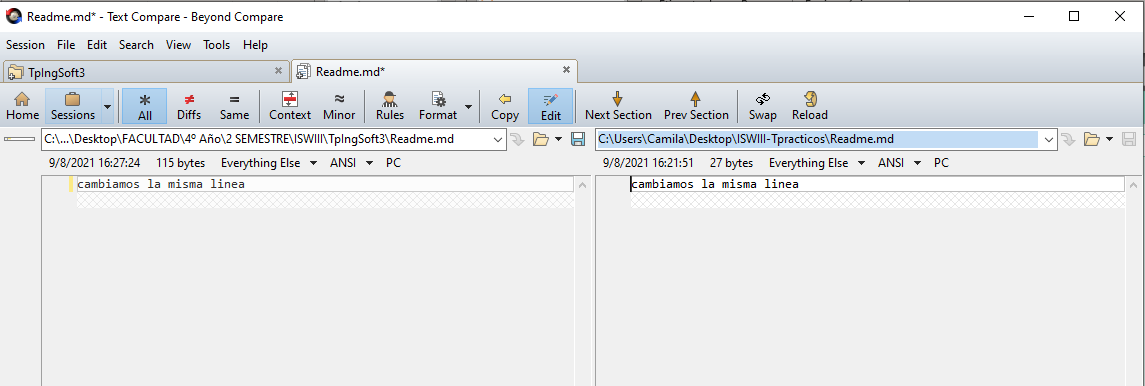 Readme.md* - Text Compare - Beyond Compare
Session File Edit Search View Tools Help
TpIngSoft3 Readme.md*
Home Sessions All Diffs Same Context Minor Rules Format Copy Edit Next Section Prev Section Swap Reload
C:\...\Desktop\FACULTAD\4º Año\2 SEMESTRE\ISWIII\TpIngSoft3\Readme.md C:\Users\Camila\Desktop\ISWIII-Tpracticos\Readme.md
9/8/2021 16:27:24 115 bytes Everything Else ANSI PC 9/8/2021 16:21:51 27 bytes Everything Else ANSI PC
cambiamos la misma linea cambiamos la misma linea